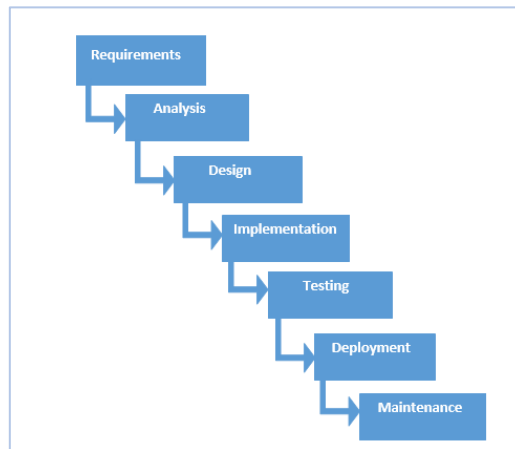 Requirements
Analysis
Design
Implementation
Testing
Deployment
Maintenance